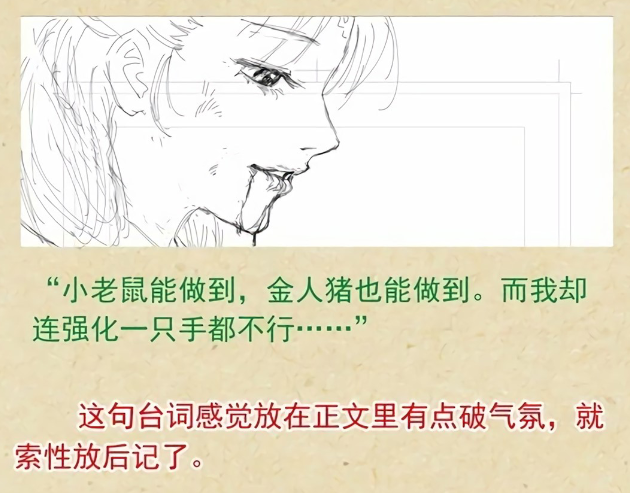 “小老鼠能做到，金人猪也能做到。而我却
连强化一只手都不行……”
这句台词感觉放在正文里有点破气氛，就
索性放后记了。